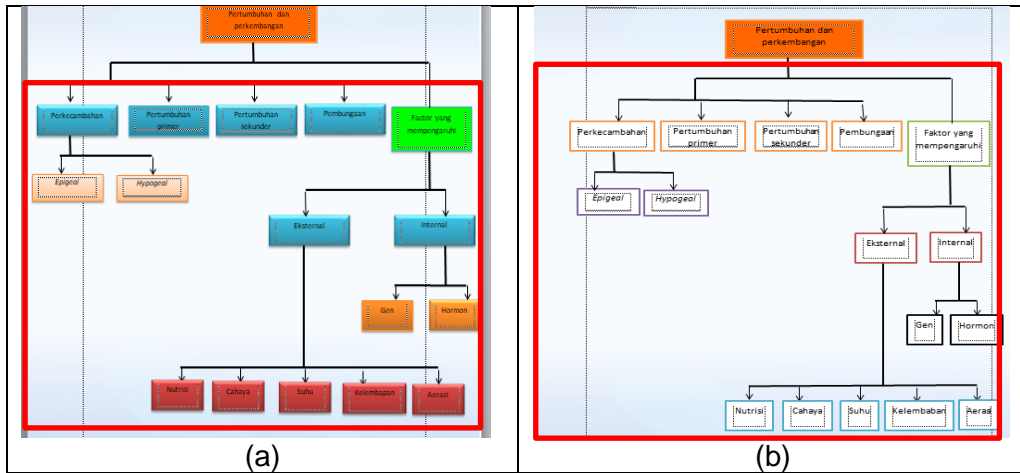 Pertumbuhan dan
perkembangan
Perkecambahan
Pertumbuhan
primer
Pertumbuhan
sekunder
Pembungaan
Factor yang
mempengaruhi
Epigeal
Hypogeal
Eksternal
Internal
Gen
Hormon
Nutrisi
Cahaya
Suhu
Kelembapan
Aerasi
(a)
Pertumbuhan dan
perkembangan
Perkecambahan
Pertumbuhan
primer
Pertumbuhan
sekunder
Pembungaan
Faktor yang
mempengaruhi
Epigeal
Hypogeal
Eksternal
Internal
Gen
Hormon
Nutrisi
Cahaya
Suhu
Kelembaban
Aerasi
(b)